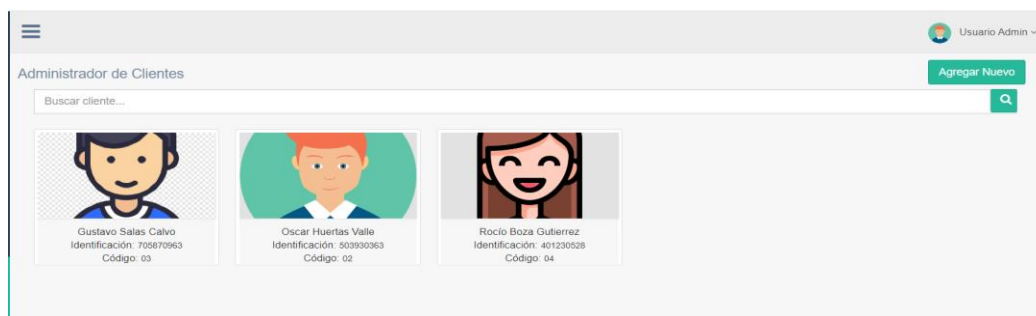 Usuario Admin
Administrador de Clientes
Agregar Nuevo
Buscar cliente...
Gustavo Salas Calvo
Identificación: 705870963
Código: 03
Oscar Huertas Valle
Identificación: 503930363
Código: 02
Rocío Boza Gutierrez
Identificación: 401230528
Código: 04